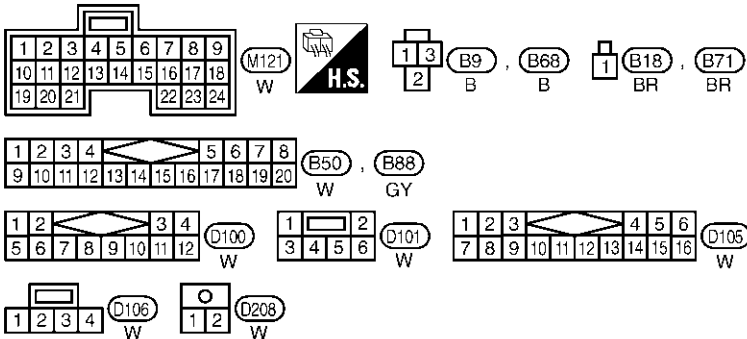 1 2 3 4 5 6 7 8 9
10 11 12 13 14 15 16 17 18
19 20 21 22 23 24
M121
W
H.S.
1 3
2
B9 , B68
B B
1
B18 , B71
BR BR
1 2 3 4 5 6 7 8
9 10 11 12 13 14 15 16 17 18 19 20
B50 , B88
W GY
1 2 3 4
5 6 7 8 9 10 11 12
D100
W
1 2
3 4 5 6
D101
W
1 2 3 4 5 6
7 8 9 10 11 12 13 14 15 16
D105
W
1 2 3 4
D106
W
1 2
D208
W